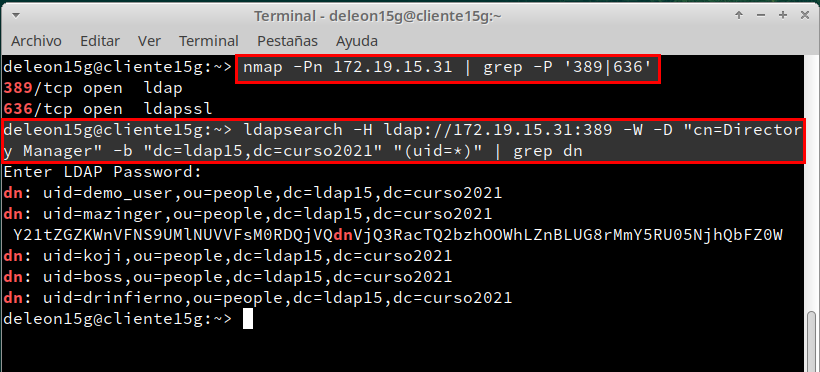 Terminal - deleon15g@cliente15g:~
Archivo Editar Ver Terminal Pestañas Ayuda
deleon15g@cliente15g:~> nmap -Pn 172.19.15.31 | grep -P '389|636'
389/tcp open  ldap
636/tcp open  ldapssl
deleon15g@cliente15g:~> ldapsearch -H ldap://172.19.15.31:389 -W -D "cn=Director
y Manager" -b "dc=ldap15,dc=curso2021" "(uid=*)" | grep dn
Enter LDAP Password:
dn: uid=demo_user,ou=people,dc=ldap15,dc=curso2021
dn: uid=mazinger,ou=people,dc=ldap15,dc=curso2021
 Y21tZGZKWnVFNS9UMlNUVVFsM0RDQjVQdnVjQ3RacTQ2bzhOOWhLZnBLUG8rMmY5RU05NjhQbFZ0W
dn: uid=koji,ou=people,dc=ldap15,dc=curso2021
dn: uid=boss,ou=people,dc=ldap15,dc=curso2021
dn: uid=drinfierno,ou=people,dc=ldap15,dc=curso2021
deleon15g@cliente15g:~>